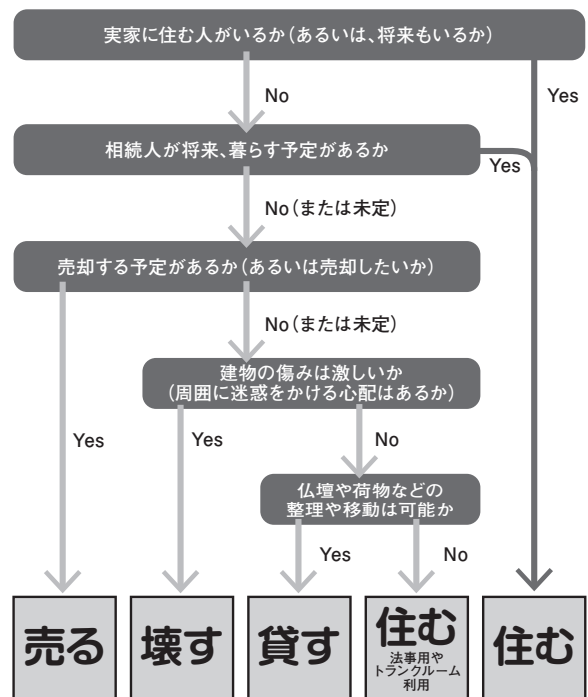 実家に住む人がいるか（あるいは、将来もいるか）
No
Yes
相続人が将来、暮らす予定があるか
Yes
No（または未定）
売却する予定があるか（あるいは売却したいか）
No（または未定）
建物の傷みは激しいか
（周囲に迷惑をかける心配はあるか）
Yes
Yes
No
仏壇や荷物などの
整理や移動は可能か
Yes
No
売る
壊す
貸す
住む
法事用や
トランクルーム
利用
住む